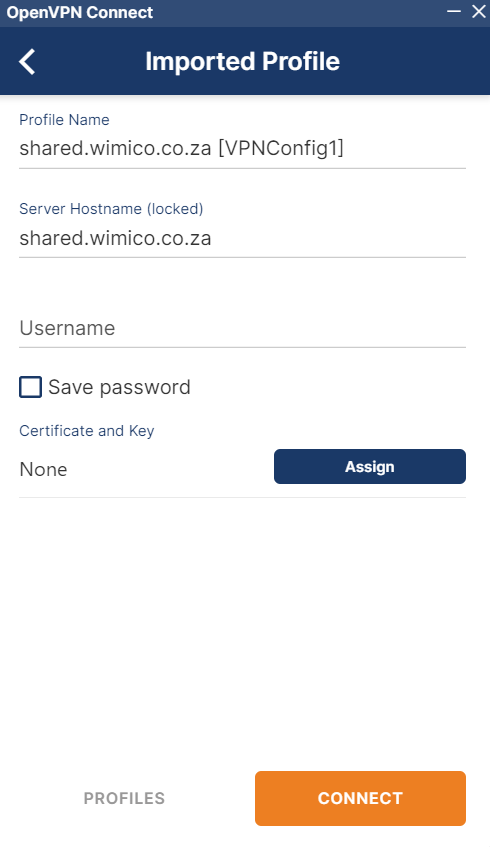 OpenVPN Connect
Imported Profile
Profile Name
shared.wimico.co.za [VPNConfig1]
Server Hostname (locked)
shared.wimico.co.za
Username
Save password
Certificate and Key
None
Assign
PROFILES
CONNECT